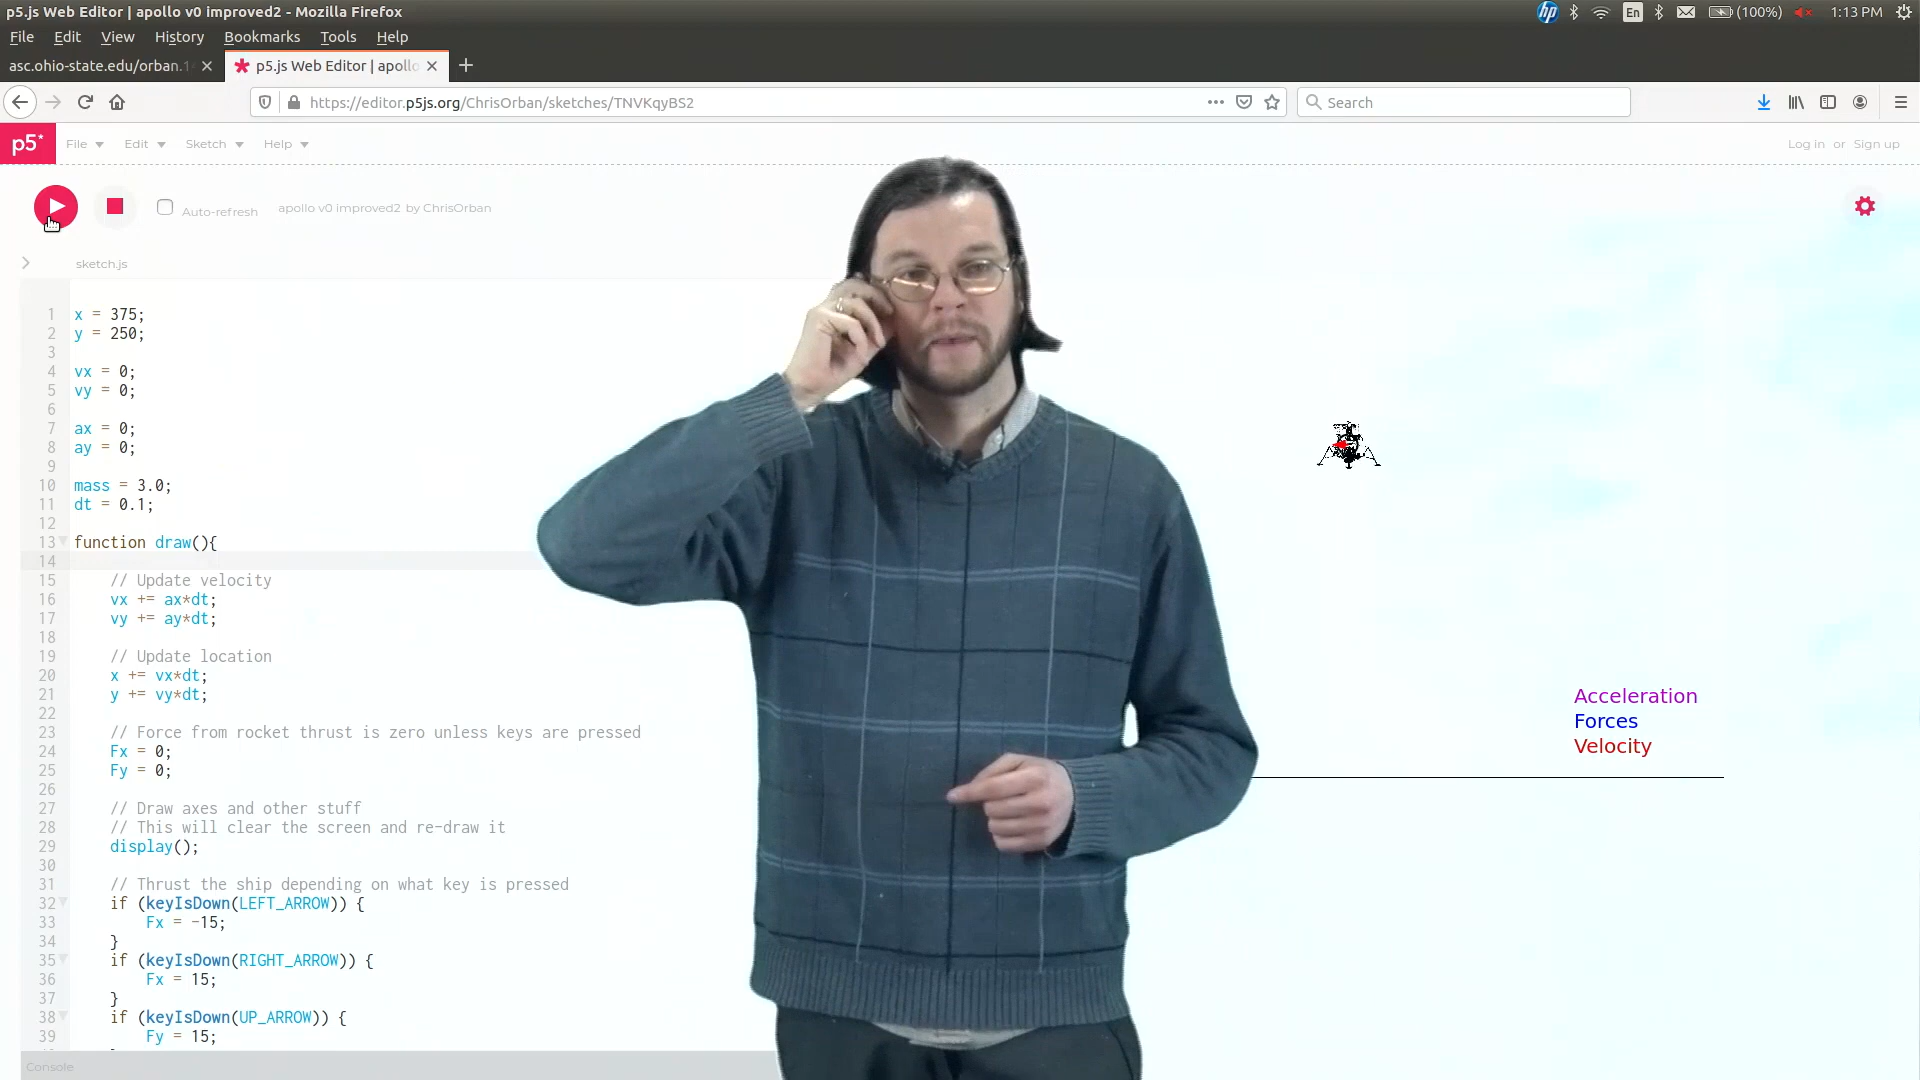 p5.js Web Editor | apollo v0 improved2 - Mozilla Firefox
hp En (100%) 1:13 PM
File Edit View History Bookmarks Tools Help
asc.ohio-state.edu/orban.1
p5.js Web Editor | apollo
https://editor.p5js.org/ChrisOrban/sketches/TNVKqyBS2
Search
p5* File Edit Sketch Help Log in or Sign up
Auto-refresh apollo v0 improved2 by ChrisOrban
sketch.js
1 x = 375;
2 y = 250;
3
4 vx = 0;
5 vy = 0;
6
7 ax = 0;
8 ay = 0;
9
10 mass = 3.0;
11 dt = 0.1;
12
13 function draw(){
14
15 // Update velocity
16 vx += ax*dt;
17 vy += ay*dt;
18
19 // Update location
20 x += vx*dt;
21 y += vy*dt;
22
23 // Force from rocket thrust is zero unless keys are pressed
24 Fx = 0;
25 Fy = 0;
26
27 // Draw axes and other stuff
28 // This will clear the screen and re-draw it
29 display();
30
31 // Thrust the ship depending on what key is pressed
32 if (keyIsDown(LEFT_ARROW)) {
33 Fx = -15;
34 }
35 if (keyIsDown(RIGHT_ARROW)) {
36 Fx = 15;
37 }
38 if (keyIsDown(UP_ARROW)) {
39 Fy = 15;
Console
Acceleration
Forces
Velocity